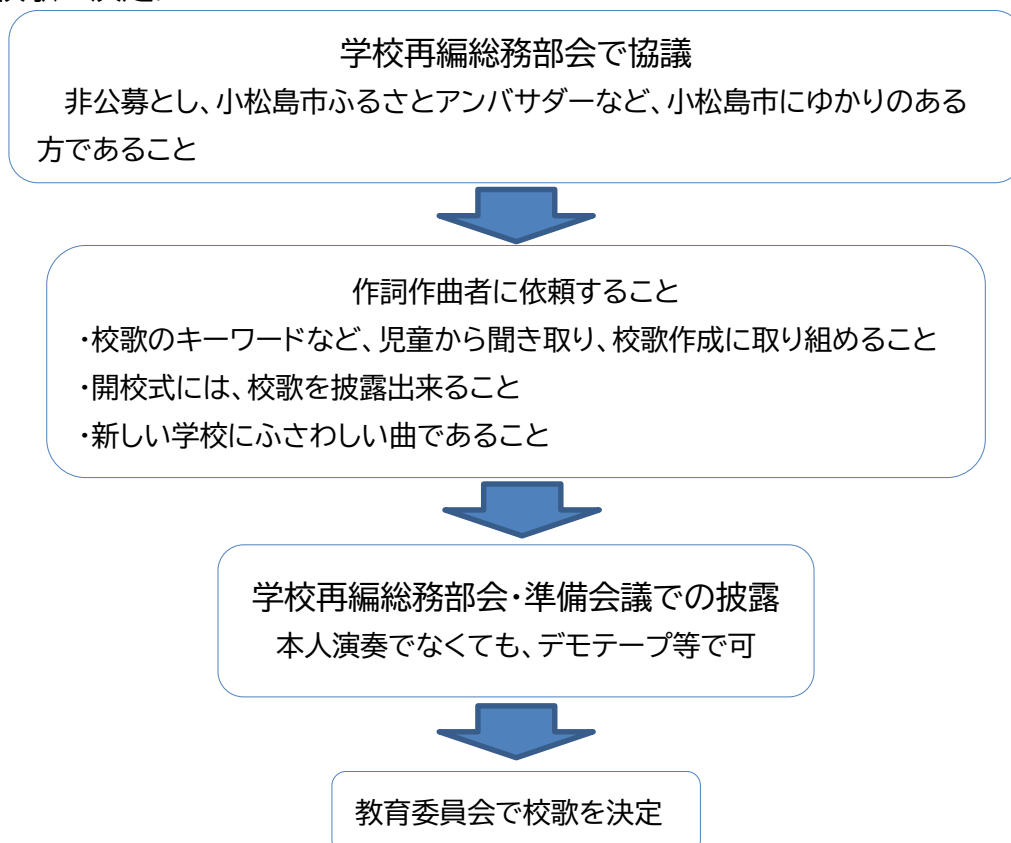 学校再編総務部会で協議
非公募とし、小松島市ふるさとアンバサダーなど、小松島市にゆかりのある
方であること
作詞作曲者に依頼すること
・校歌のキーワードなど、児童から聞き取り、校歌作成に取り組めること
・開校式には、校歌を披露出来ること
・新しい学校にふさわしい曲であること
学校再編総務部会・準備会議での披露
本人演奏でなくても、デモテープ等で可
教育委員会で校歌を決定